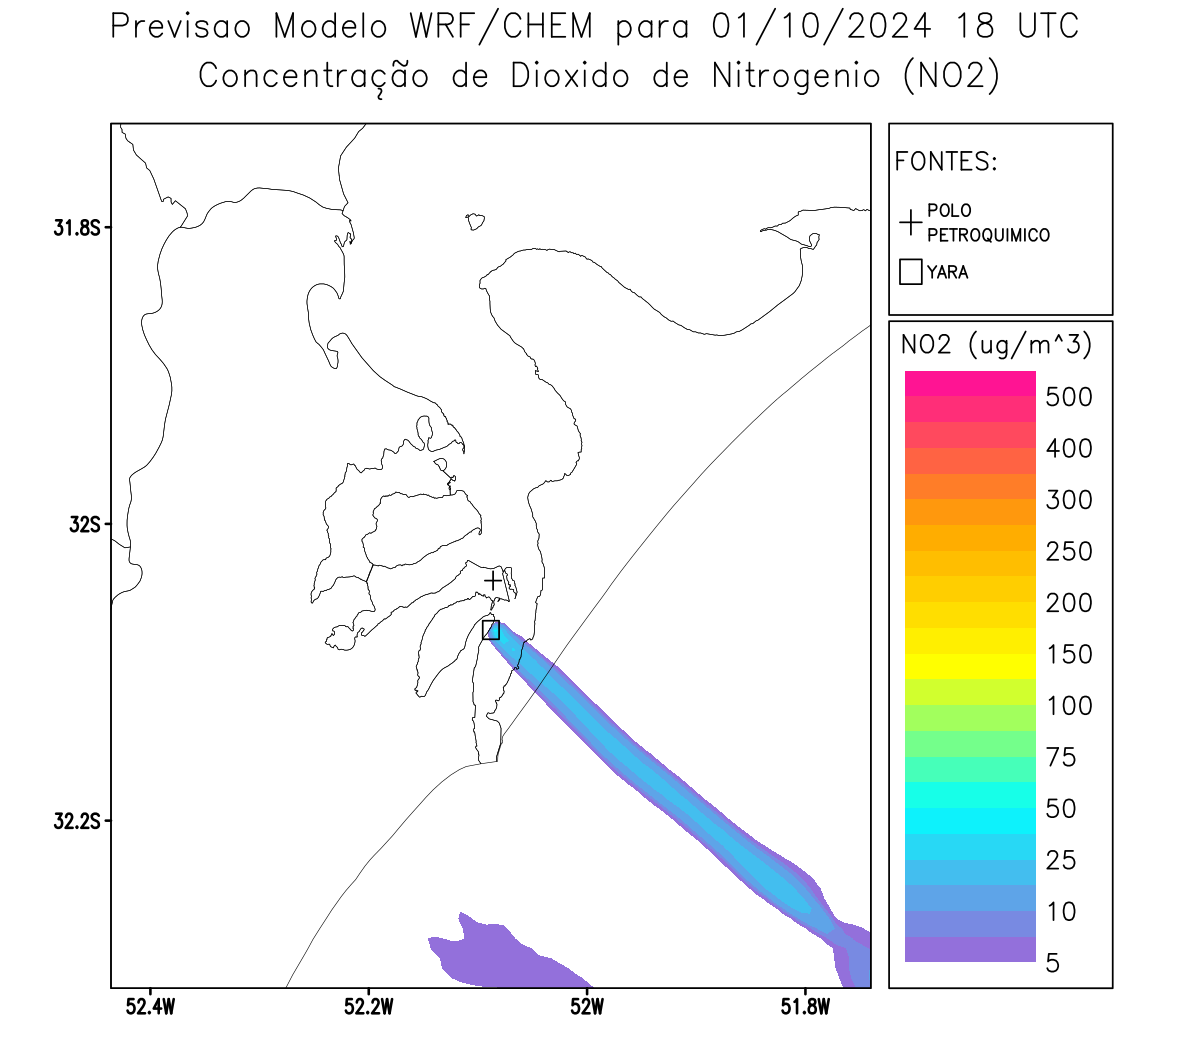 Previsao Modelo WRF/CHEM para 01/10/2024 18 UTC
Concentração de Dioxido de Nitrogenio (NO2)
FONTES:
POLO
PETROQUIMICO
YARA
31.8S
32S
32.2S
52.4W
52.2W
52W
51.8W
NO2 (ug/m^3)
500
400
300
250
200
150
100
75
50
25
10
5